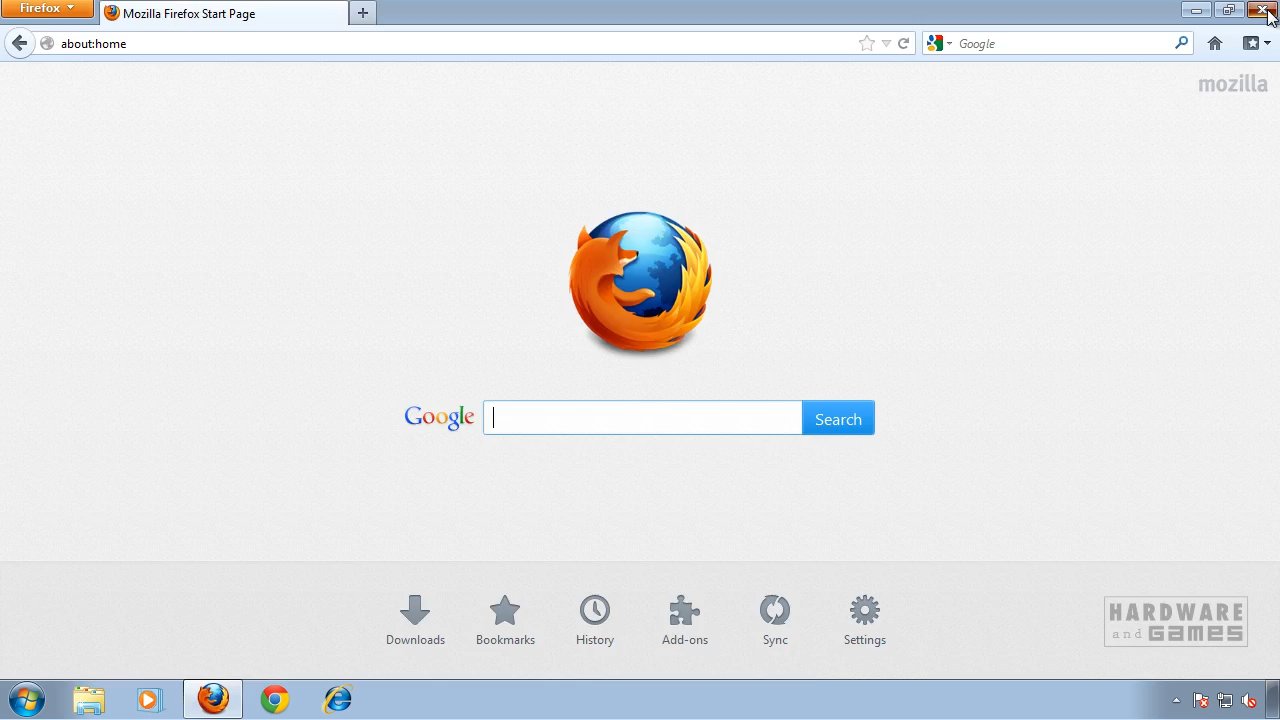 Firefox
Mozilla Firefox Start Page
about:home
Google
mozilla
Google
Search
Downloads
Bookmarks
History
Add-ons
Sync
Settings
HARDWARE
and GAMES